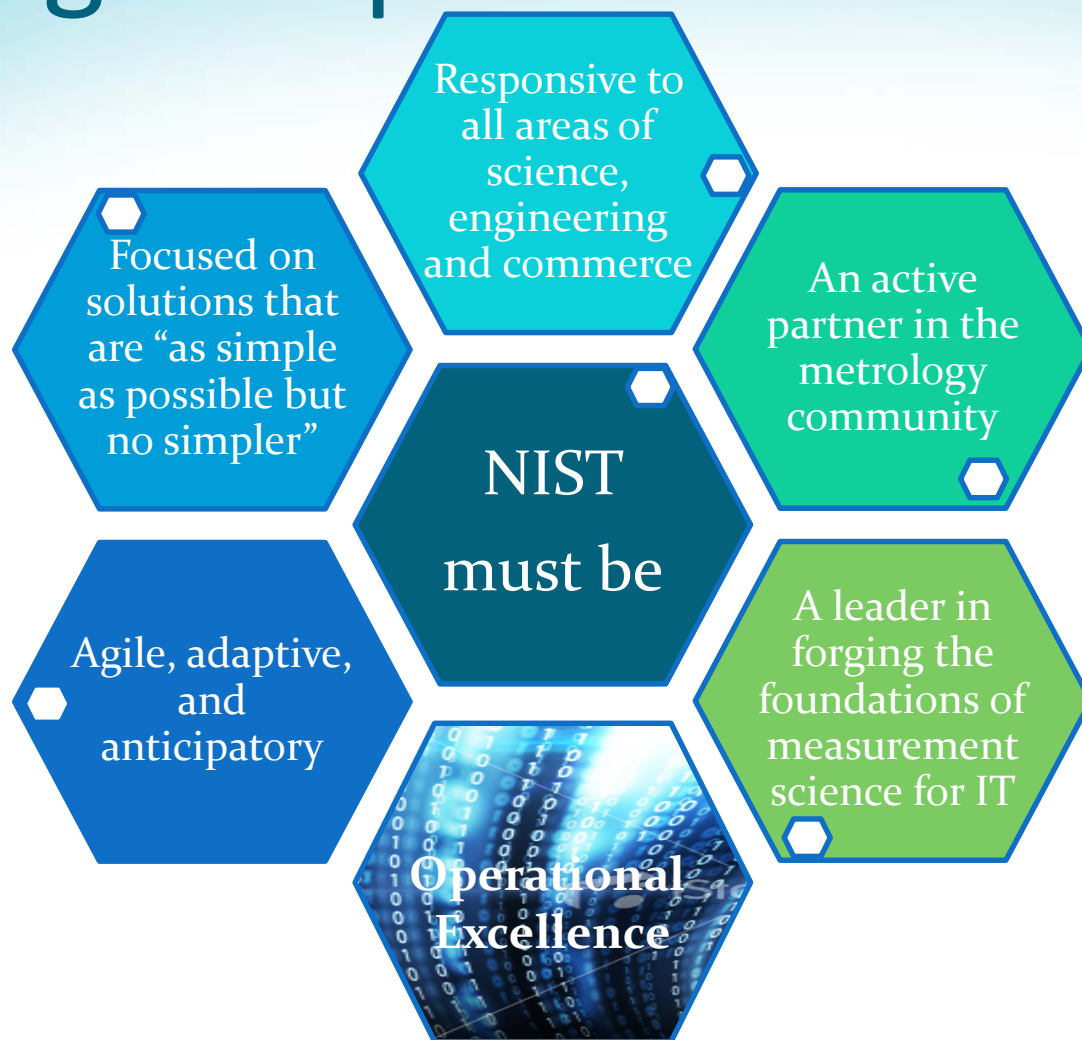 Responsive to
all areas of
science,
engineering
and commerce
Focused on
solutions that
are “as simple
as possible but
no simpler”
An active
partner in the
metrology
community
NIST
must be
Agile, adaptive,
and
anticipatory
A leader in
forging the
foundations of
measurement
science for IT
Operational
Excellence